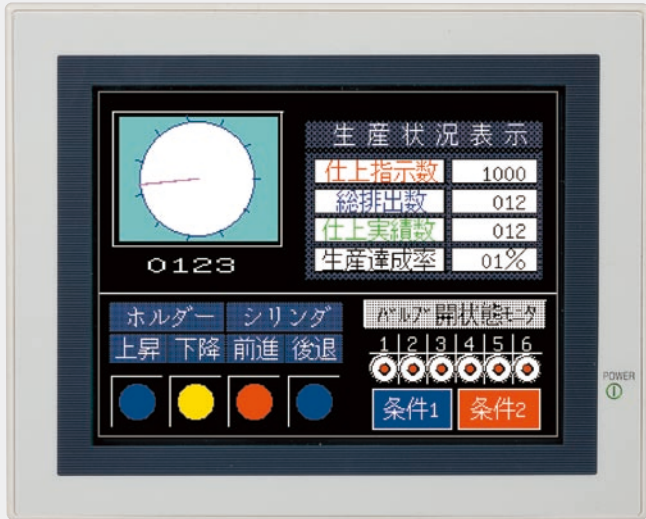 生産状況表示
仕上指示数 1000
総排出数 012
仕上実績数 012
生産達成率 01%
0123
ホルダー シリンダ
上昇 下降 前進 後退
バルブ開状態モータ
1 2 3 4 5 6
条件1 条件2
POWER